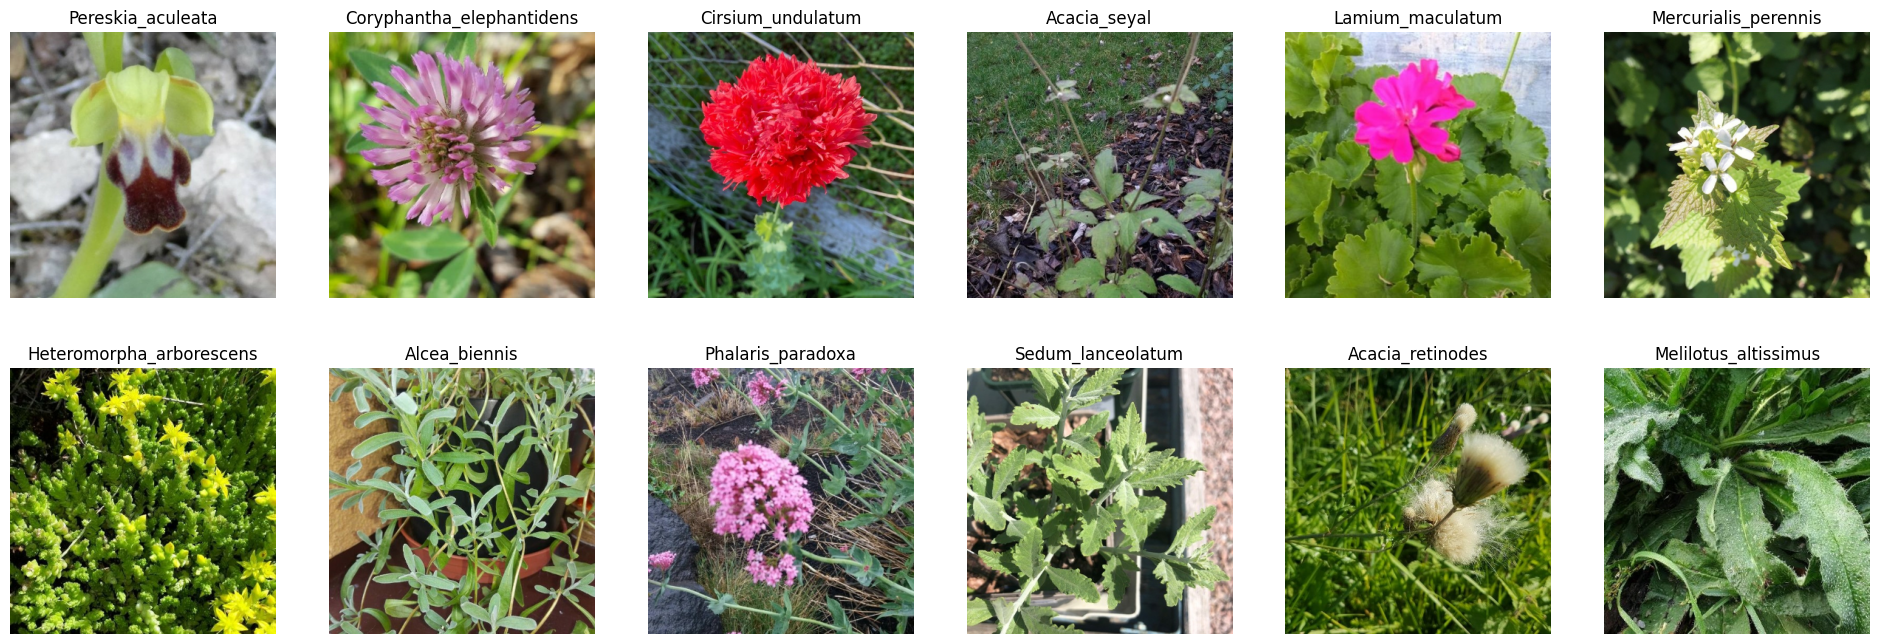 Pereskia_aculeata
Coryphantha_elephantidens
Cirsium_undulatum
Acacia_seyal
Lamium_maculatum
Mercurialis_perennis
Heteromorpha_arborescens
Alcea_biennis
Phalaris_paradoxa
Sedum_lanceolatum
Acacia_retinodes
Melilotus_altissimus